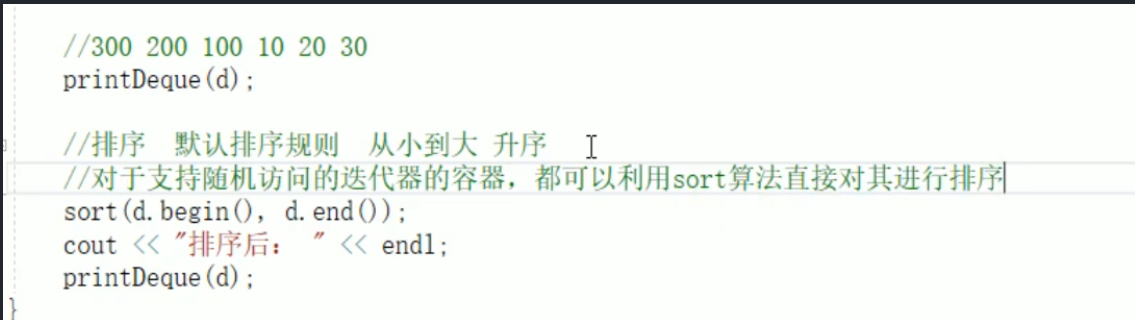 //300 200 100 10 20 30
printDeque(d);
//排序 默认排序规则 从小到大 升序
//对于支持随机访问的迭代器的容器，都可以利用sort算法直接对其进行排序
sort(d.begin(), d.end());
cout << "排序后： " << endl;
printDeque(d);
}